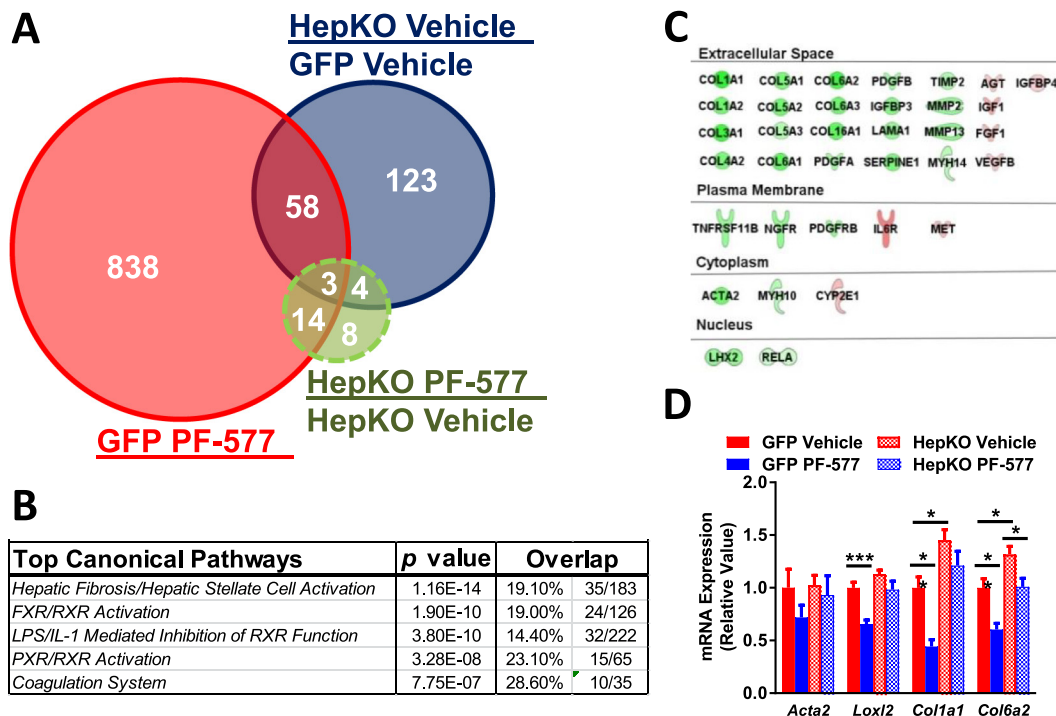 A
HepKO Vehicle
GFP Vehicle
123
58
838
3
4
14
8
HepKO PF-577
HepKO Vehicle
GFP PF-577
B
Top Canonical Pathways p value Overlap
Hepatic Fibrosis/Hepatic Stellate Cell Activation 1.16E-14 19.10% 35/183
FXR/RXR Activation 1.90E-10 19.00% 24/126
LPS/IL-1 Mediated Inhibition of RXR Function 3.80E-10 14.40% 32/222
PXR/RXR Activation 3.28E-08 23.10% 15/65
Coagulation System 7.75E-07 28.60% 10/35
C
Extracellular Space
COL1A1 COL5A1 COL6A2 PDGFB TIMP2 AGT IGFBP4
COL1A2 COL5A2 COL6A3 IGFBP3 MMP2 IGF1
COL3A1 COL5A3 COL16A1 LAMA1 MMP13 FGF1
COL4A2 COL6A1 PDGFA SERPINE1 MYH14 VEGFB
Plasma Membrane
TNFRSF11B NGFR PDGFRB IL6R MET
Cytoplasm
ACTA2 MYH10 CYP2E1
Nucleus
LHX2 RELA
D
GFP Vehicle HepKO Vehicle
GFP PF-577 HepKO PF-577
mRNA Expression
(Relative Value)
2.0
1.5
1.0
0.5
0.0
***
*
*
*
*
*
*
*
Acta2 Loxl2 Col1a1 Col6a2